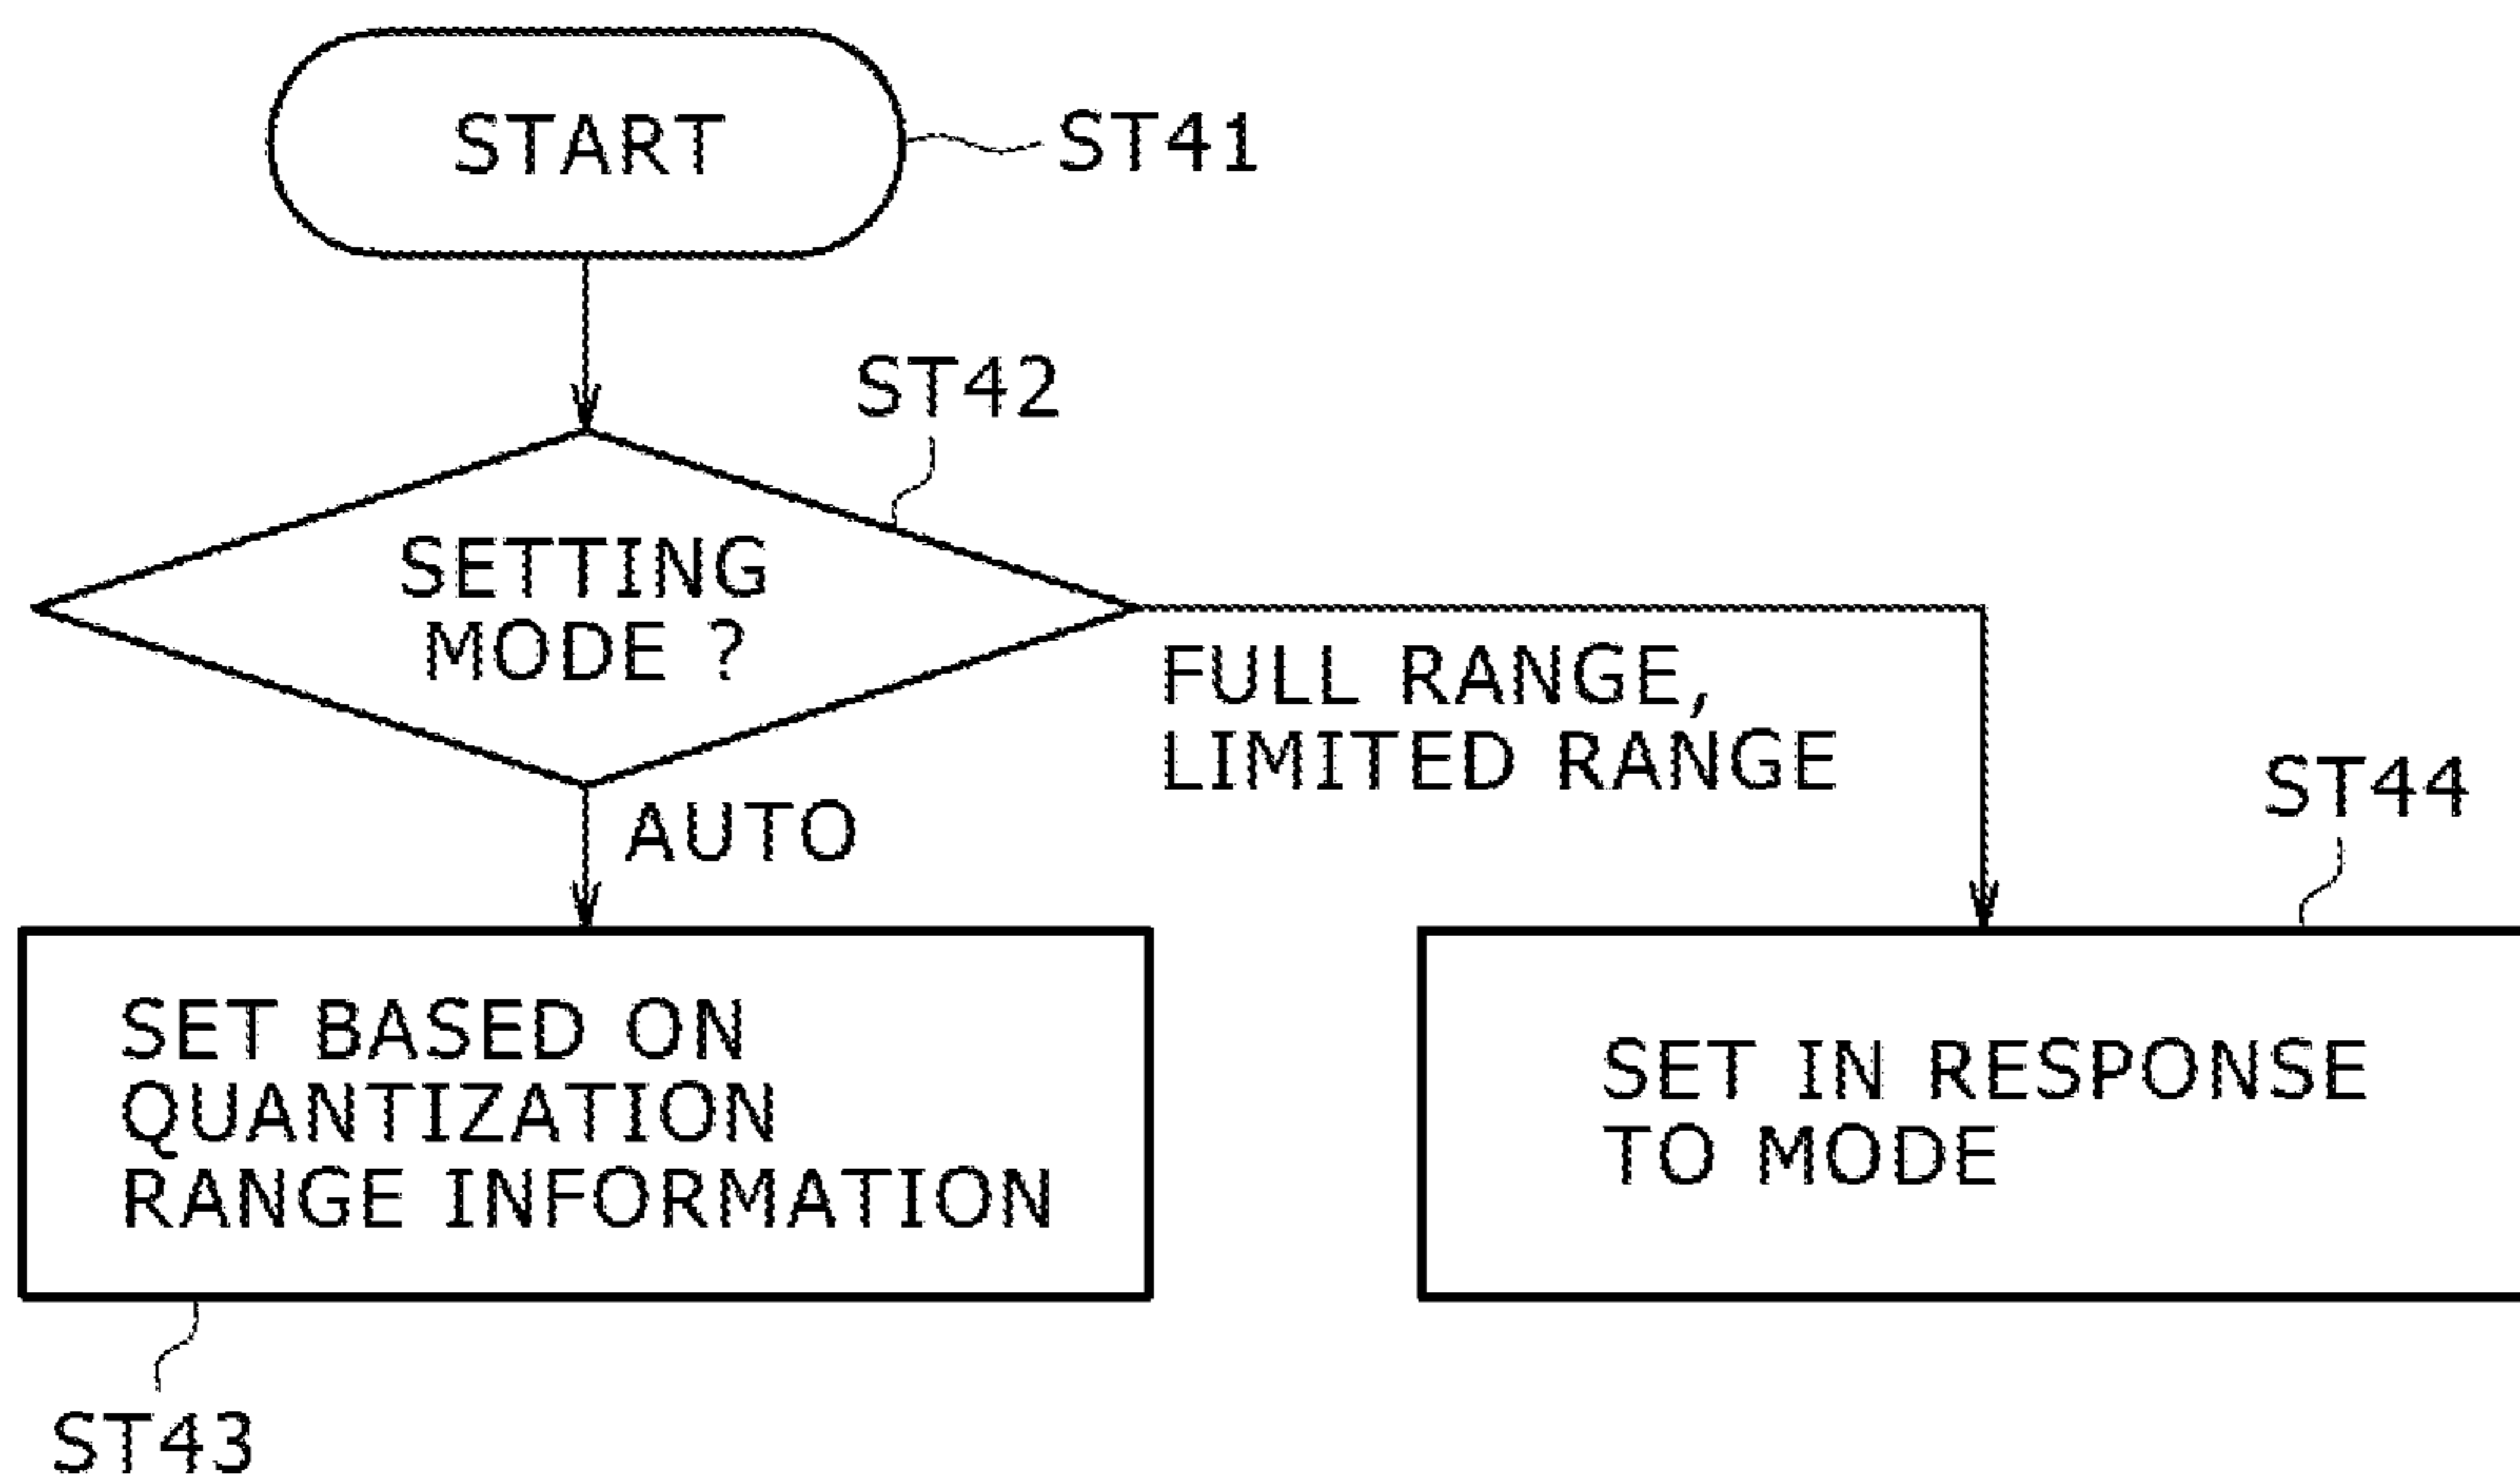 START
ST41
ST42
SETTING
MODE ?
FULL RANGE,
LIMITED RANGE
ST44
AUTO
SET BASED ON
QUANTIZATION
RANGE INFORMATION
SET IN RESPONSE
TO MODE
ST43